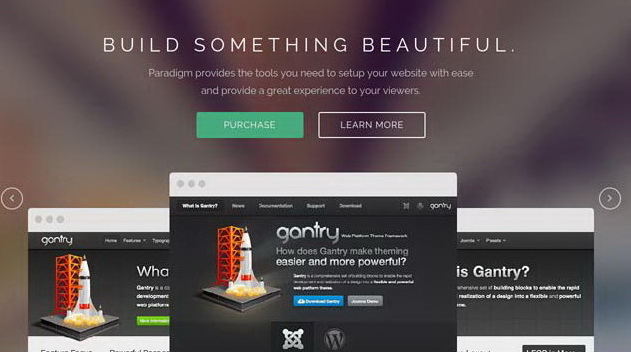 BUILD SOMETHING BEAUTIFUL.
Paradigm provides the tools you need to setup your website with ease
and provide a great experience to your viewers.
PURCHASE
LEARN MORE
What is Gantry? News Documentation Support Download gantry
gantry Home Features
Joomla Presets
gantry Web Platform Theme Framework
How does Gantry make theming
easier and more powerful?
Gantry is a comprehensive set of building blocks to enable the rapid
development and realization of a design into a flexible and powerful
web platform theme.
Download Gantry Joomla Demo
Wha
Gantry is a co
development
web platform
is Gantry?
ehensive set of building blocks to enable the rapid
realization of a design into a flexible and powerful